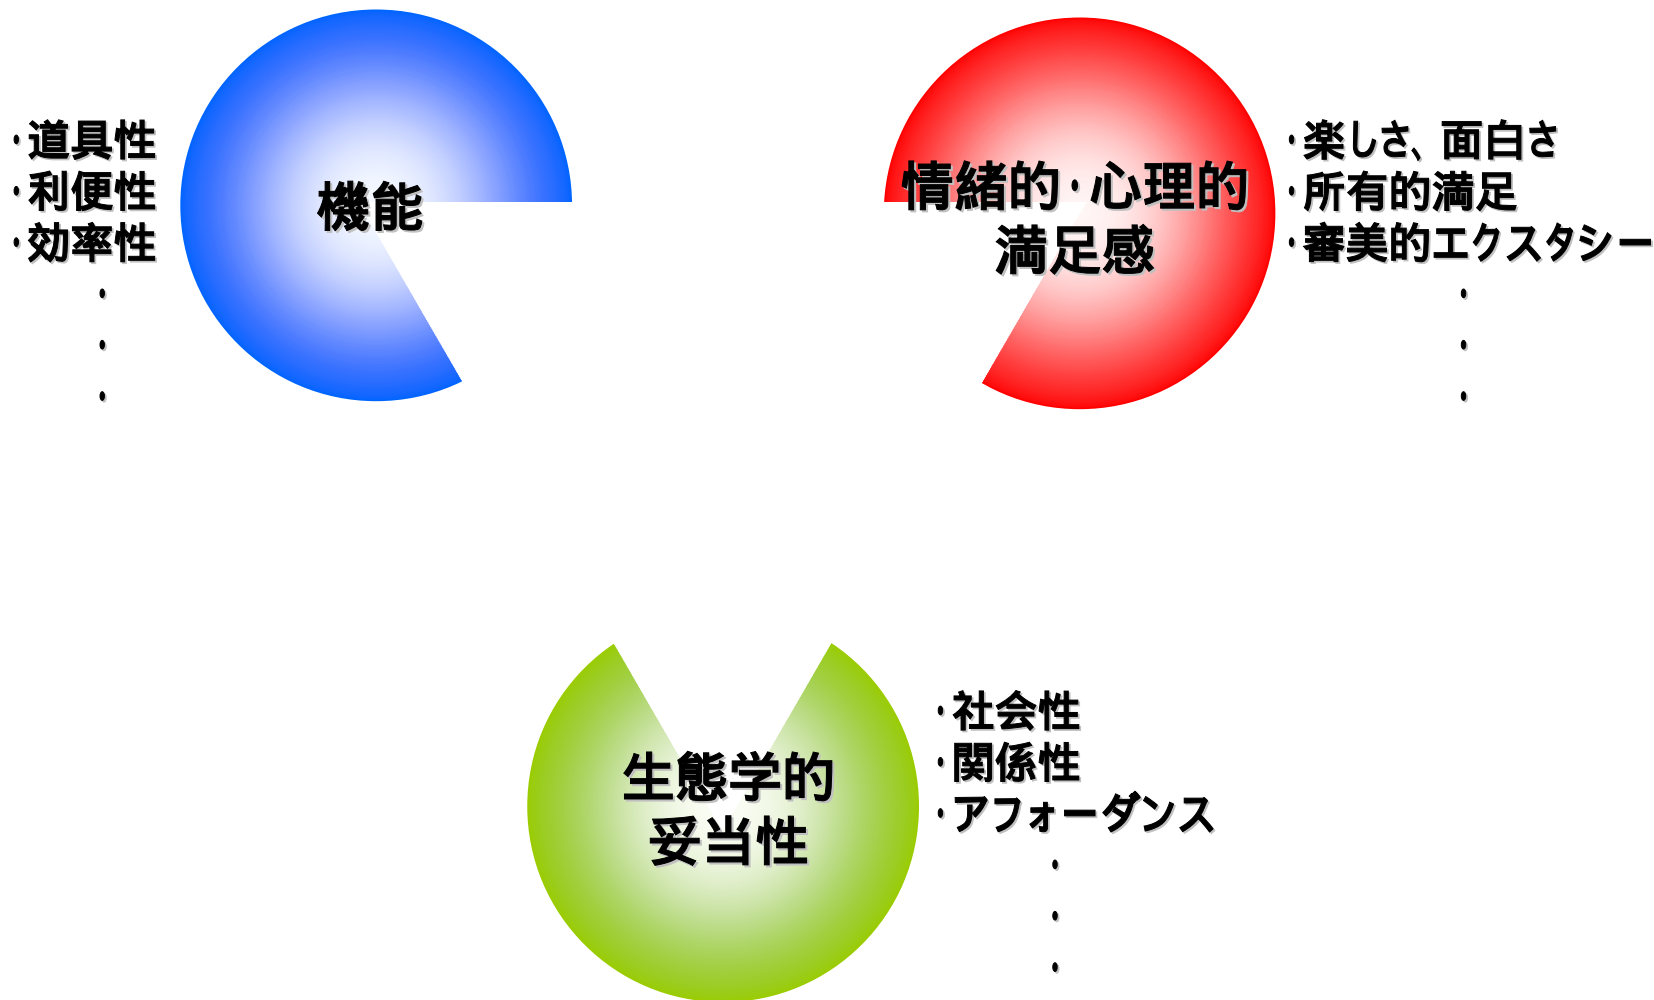 ・道具性
・利便性
・効率性
・
・
・
機能
情緒的・心理的
満足感
・楽しさ、面白さ
・所有的満足
・審美的エクスタシー
・
・
・
生態学的
妥当性
・社会性
・関係性
・アフォーダンス
・
・
・